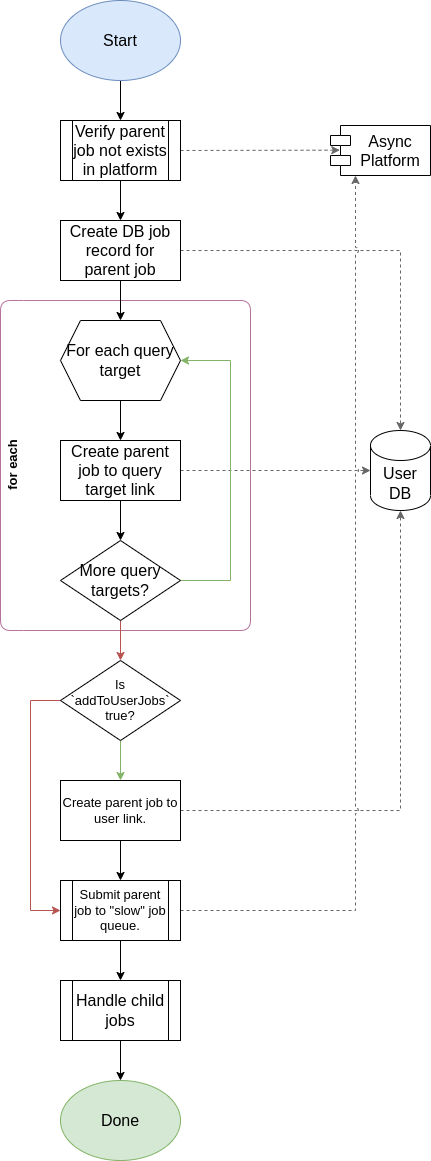 Start
Verify parent
job not exists
in platform
Async
Platform
Create DB job
record for
parent job
for each
For each query
target
Create parent
job to query
target link
User
DB
More query
targets?
Is
`addToUserJobs`
true?
Create parent job to
user link.
Submit parent
job to "slow" job
queue.
Handle child
jobs
Done